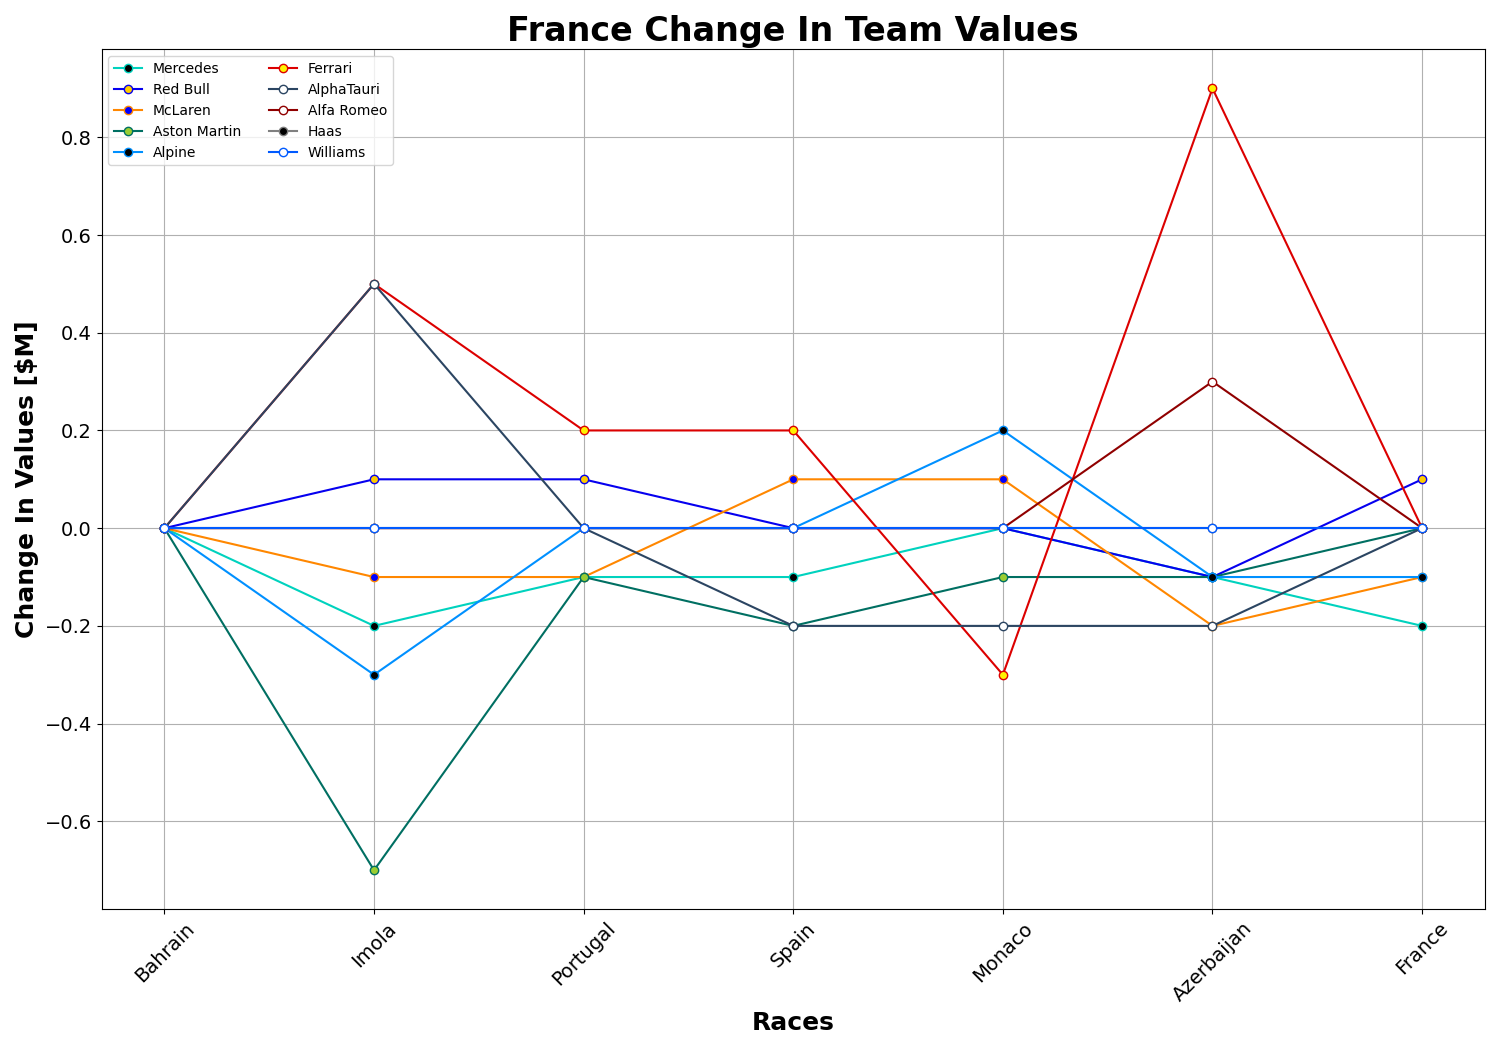 France Change In Team Values
Mercedes
Red Bull
McLaren
Aston Martin
Alpine
Ferrari
AlphaTauri
Alfa Romeo
Haas
Williams
Change In Values [$M]
0.8
0.6
0.4
0.2
0.0
−0.2
−0.4
−0.6
Bahrain
Imola
Portugal
Spain
Monaco
Azerbaijan
France
Races